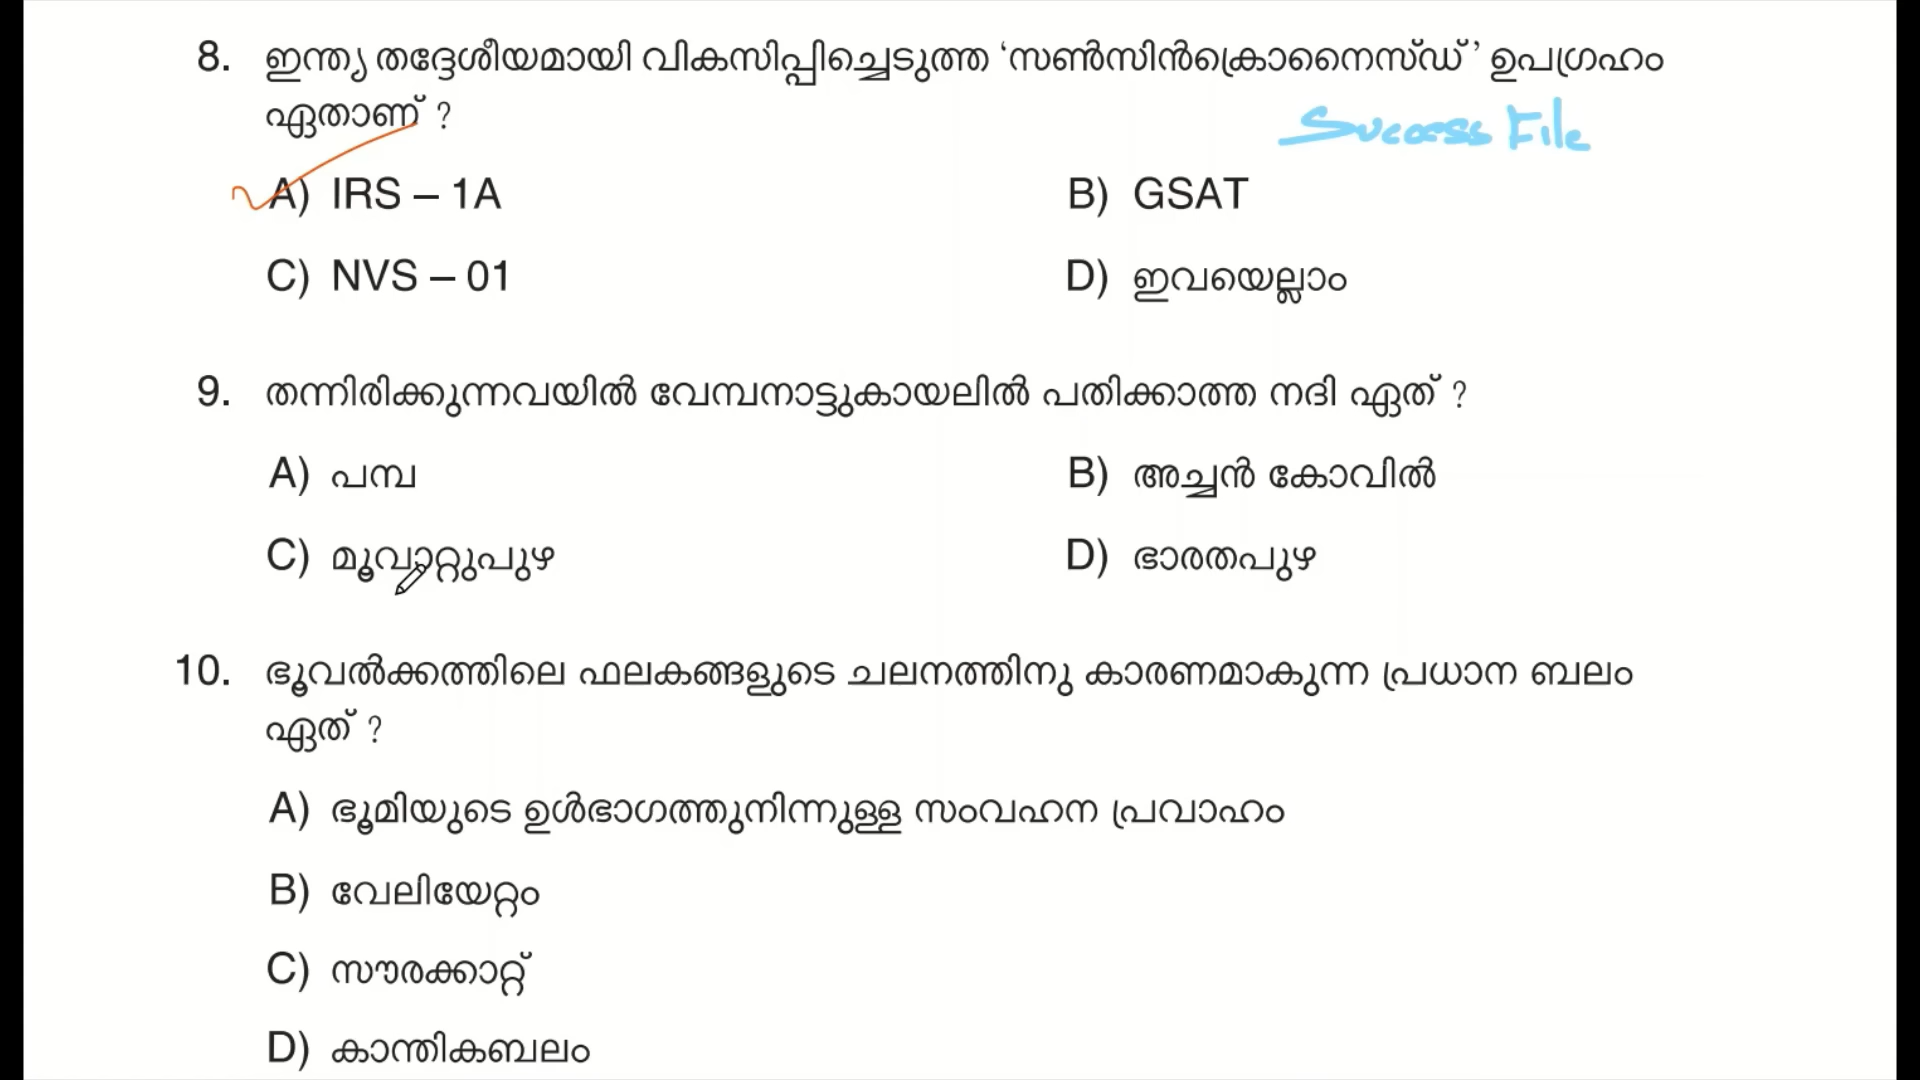 8. ഇന്ത്യ തദ്ദേശീയമായി വികസിപ്പിച്ചെടുത്ത ‘സൺസിൻക്രൊണൈസ്ഡ്’ ഉപഗ്രഹം
ഏതാണ് ?
Success File
A) IRS – 1A B) GSAT
C) NVS – 01 D) ഇവയെല്ലാം
9. തന്നിരിക്കുന്നവയിൽ വേമ്പനാട്ടുകായലിൽ പതിക്കാത്ത നദി ഏത് ?
A) പമ്പ B) അച്ചൻ കോവിൽ
C) മൂവാറ്റുപുഴ D) ഭാരതപുഴ
10. ഭൂവൽക്കത്തിലെ ഫലകങ്ങളുടെ ചലനത്തിനു കാരണമാകുന്ന പ്രധാന ബലം
ഏത് ?
A) ഭൂമിയുടെ ഉൾഭാഗത്തുനിന്നുള്ള സംവഹന പ്രവാഹം
B) വേലിയേറ്റം
C) സൗരക്കാറ്റ്
D) കാന്തികബലം